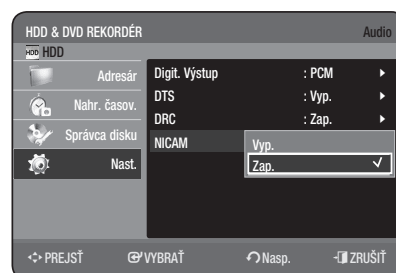 HDD & DVD REKORDÉR Audio
HDD HDD
Adresár
Nahr. časov.
Správca disku
Nast.
Digit. Výstup : PCM
DTS : Vyp.
DRC : Zap.
NICAM
Vyp.
Zap.
PREJSŤ VYBRAŤ Nasp. ZRUŠIŤ